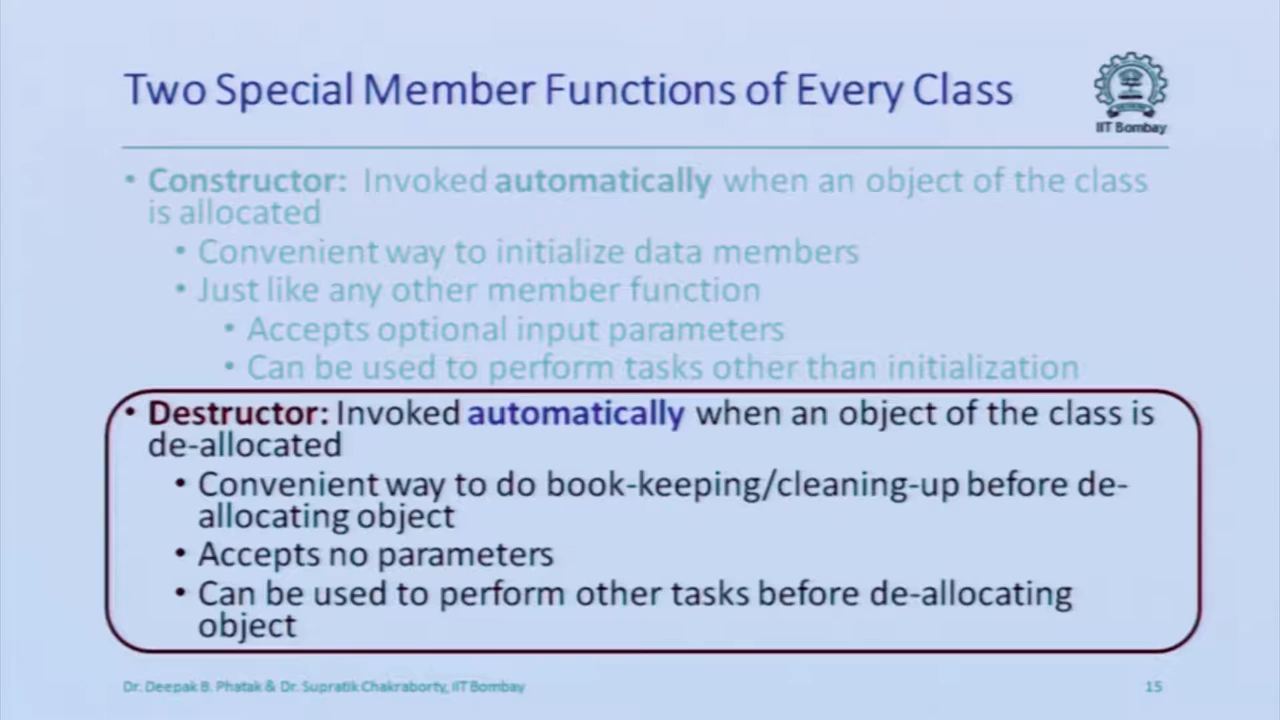 Two Special Member Functions of Every Class
IIT Bombay
• Constructor: Invoked automatically when an object of the class
is allocated
• Convenient way to initialize data members
• Just like any other member function
• Accepts optional input parameters
• Can be used to perform tasks other than initialization
• Destructor: Invoked automatically when an object of the class is
de-allocated
• Convenient way to do book-keeping/cleaning-up before de-
allocating object
• Accepts no parameters
• Can be used to perform other tasks before de-allocating
object
Dr. Deepak B. Phatak & Dr. Supratik Chakraborty, IIT Bombay
15